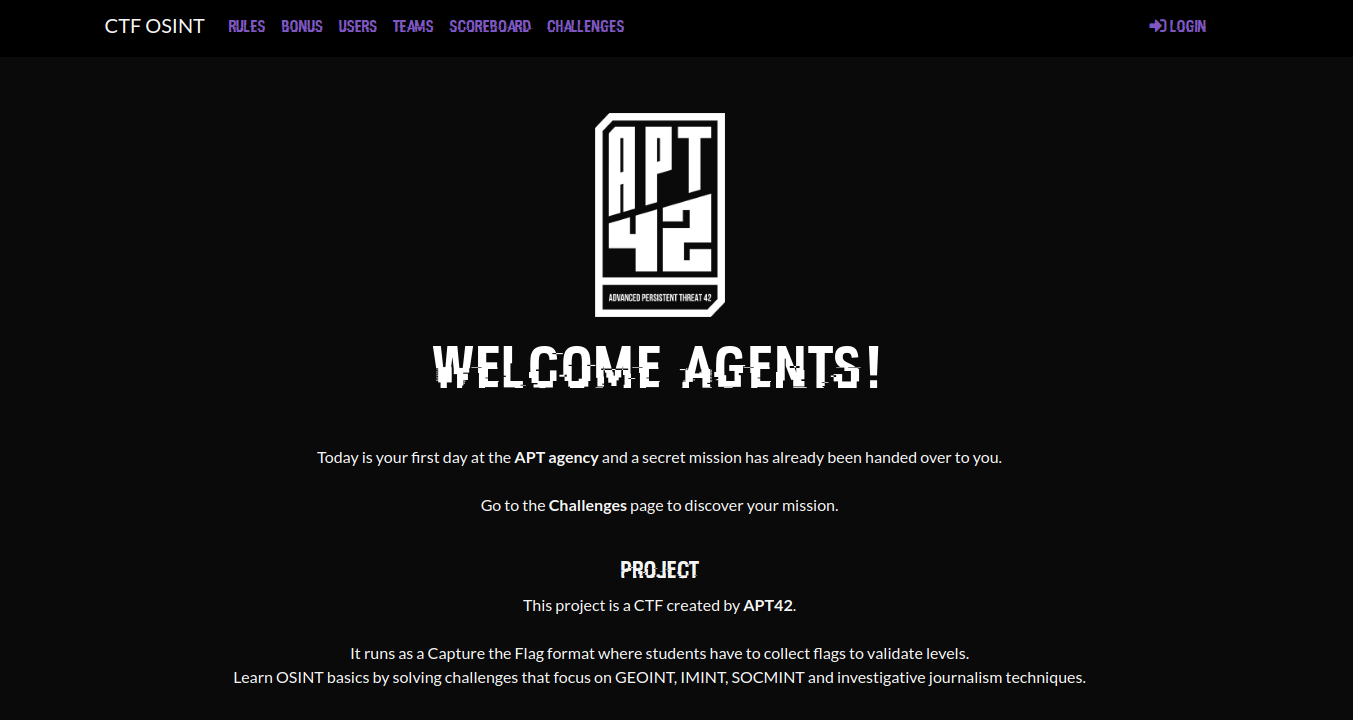 CTF OSINT RULES BONUS USERS TEAMS SCOREBOARD CHALLENGES LOGIN
APT
42
ADVANCED PERSISTENT THREAT 42
WELCOME AGENTS!
Today is your first day at the APT agency and a secret mission has already been handed over to you.
Go to the Challenges page to discover your mission.
PROJECT
This project is a CTF created by APT42.
It runs as a Capture the Flag format where students have to collect flags to validate levels.
Learn OSINT basics by solving challenges that focus on GEOINT, IMINT, SOCMINT and investigative journalism techniques.